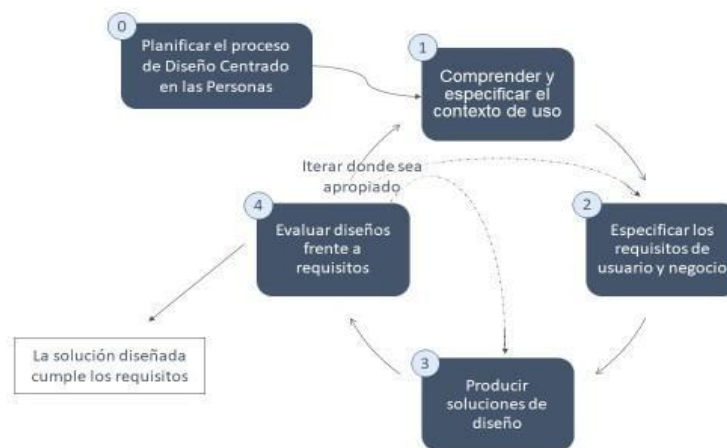 0
Planificar el proceso
de Diseño Centrado
en las Personas
1
Comprender y
especificar el
contexto de uso
Iterar donde sea
apropiado
4
Evaluar diseños
frente a
requisitos
2
Especificar los
requisitos de
usuario y negocio
La solución diseñada
cumple los requisitos
3
Producir
soluciones de
diseño